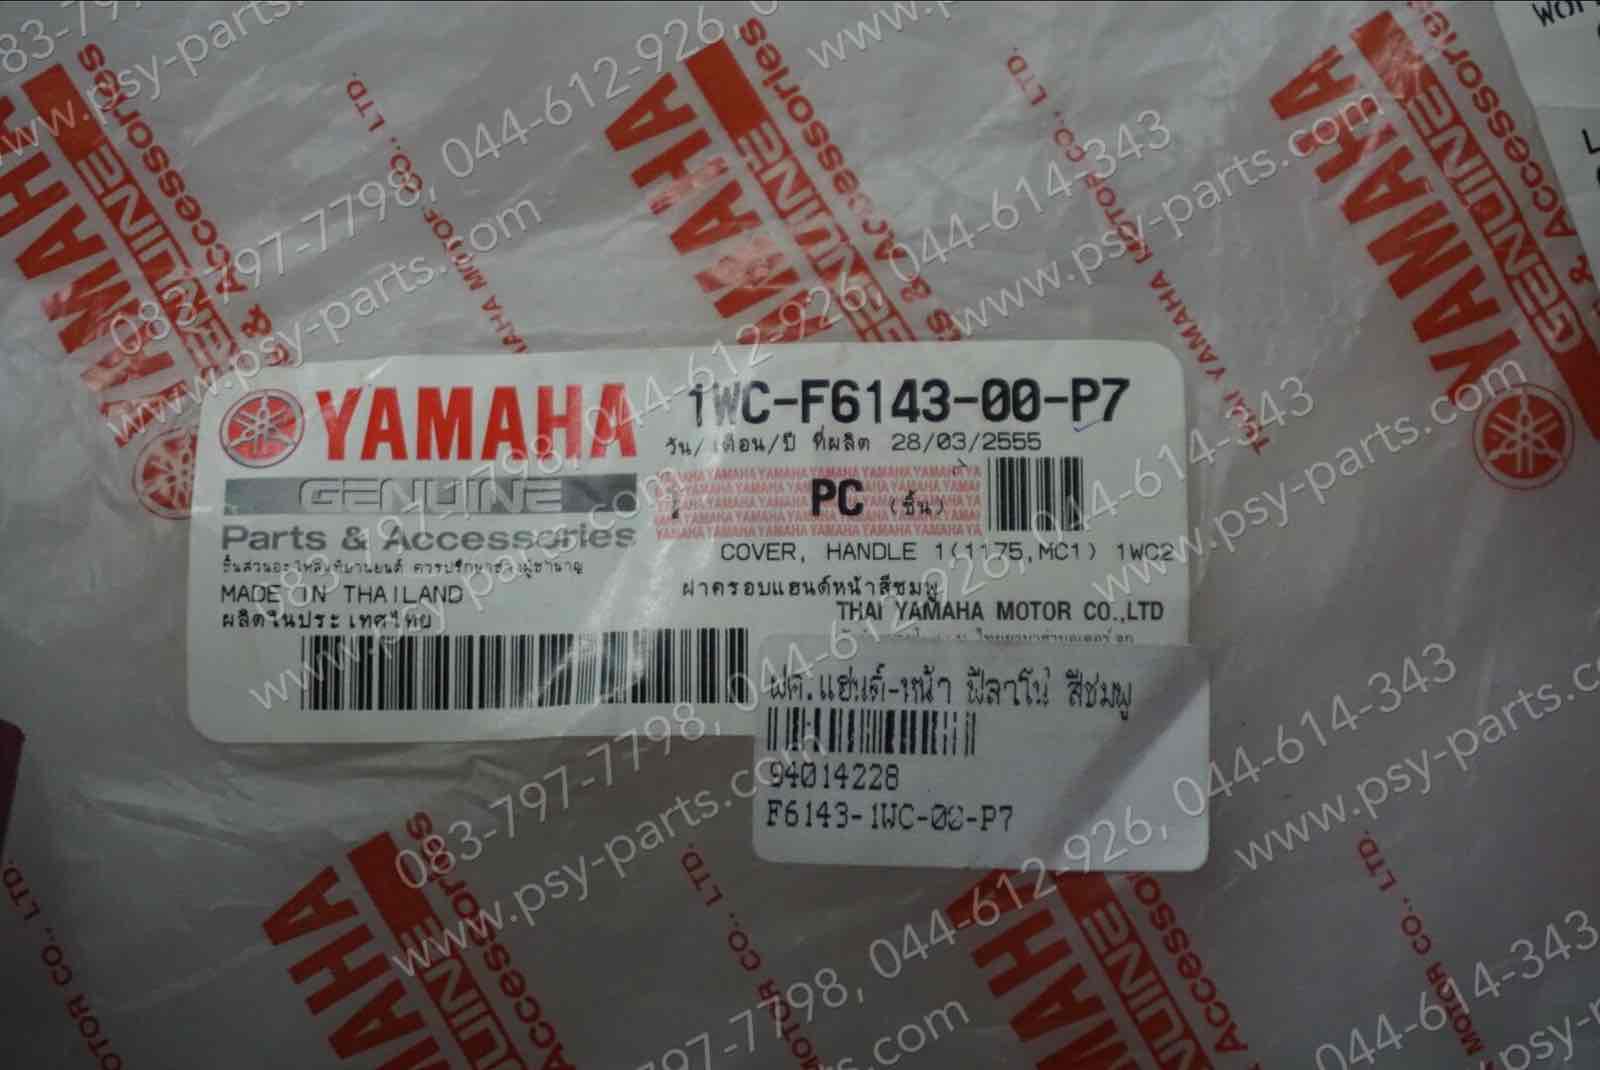 YAMAHA
GENUINE
Parts & Accessories
MADE IN THAILAND
ผลิตในประเทศไทย
1WC-F6143-00-P7
วัน/เดือน/ปี ที่ผลิต 28/03/2555
1 PC (ชิ้น)
COVER, HANDLE 1(1175,MC1) 1WC2
ฝาครอบแฮนด์หน้าสีชมพู
THAI YAMAHA MOTOR CO.,LTD
ฝค.แฮนด์-หน้า ฟีลาโน่ สีชมพู
94014228
F6143-1WC-00-P7
YAMAHA
GENUINE
& Accessories
THAI YAMAHA MOTOR CO., LTD.
083-797-7798, 044-612-926, 044-614-343
www.psy-parts.com